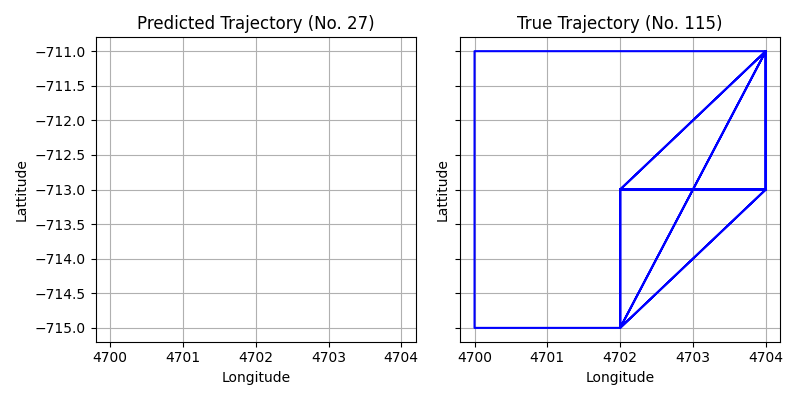 Predicted Trajectory (No. 27)
−711.0
−711.5
−712.0
−712.5
−713.0
−713.5
−714.0
−714.5
−715.0
Lattitude
4700 4701 4702 4703 4704
Longitude
True Trajectory (No. 115)
Lattitude
4700 4701 4702 4703 4704
Longitude